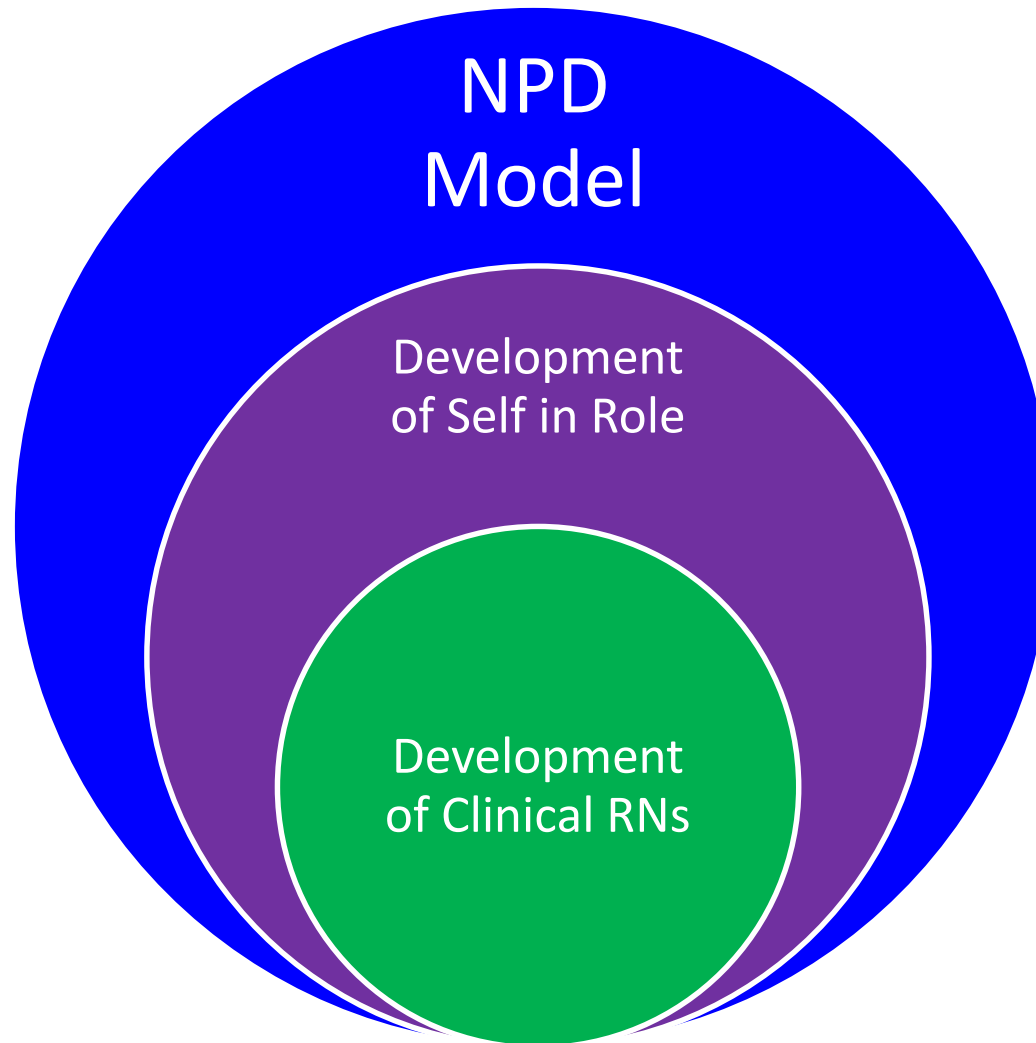 NPD
Model
Development
of Self in Role
Development
of Clinical RNs